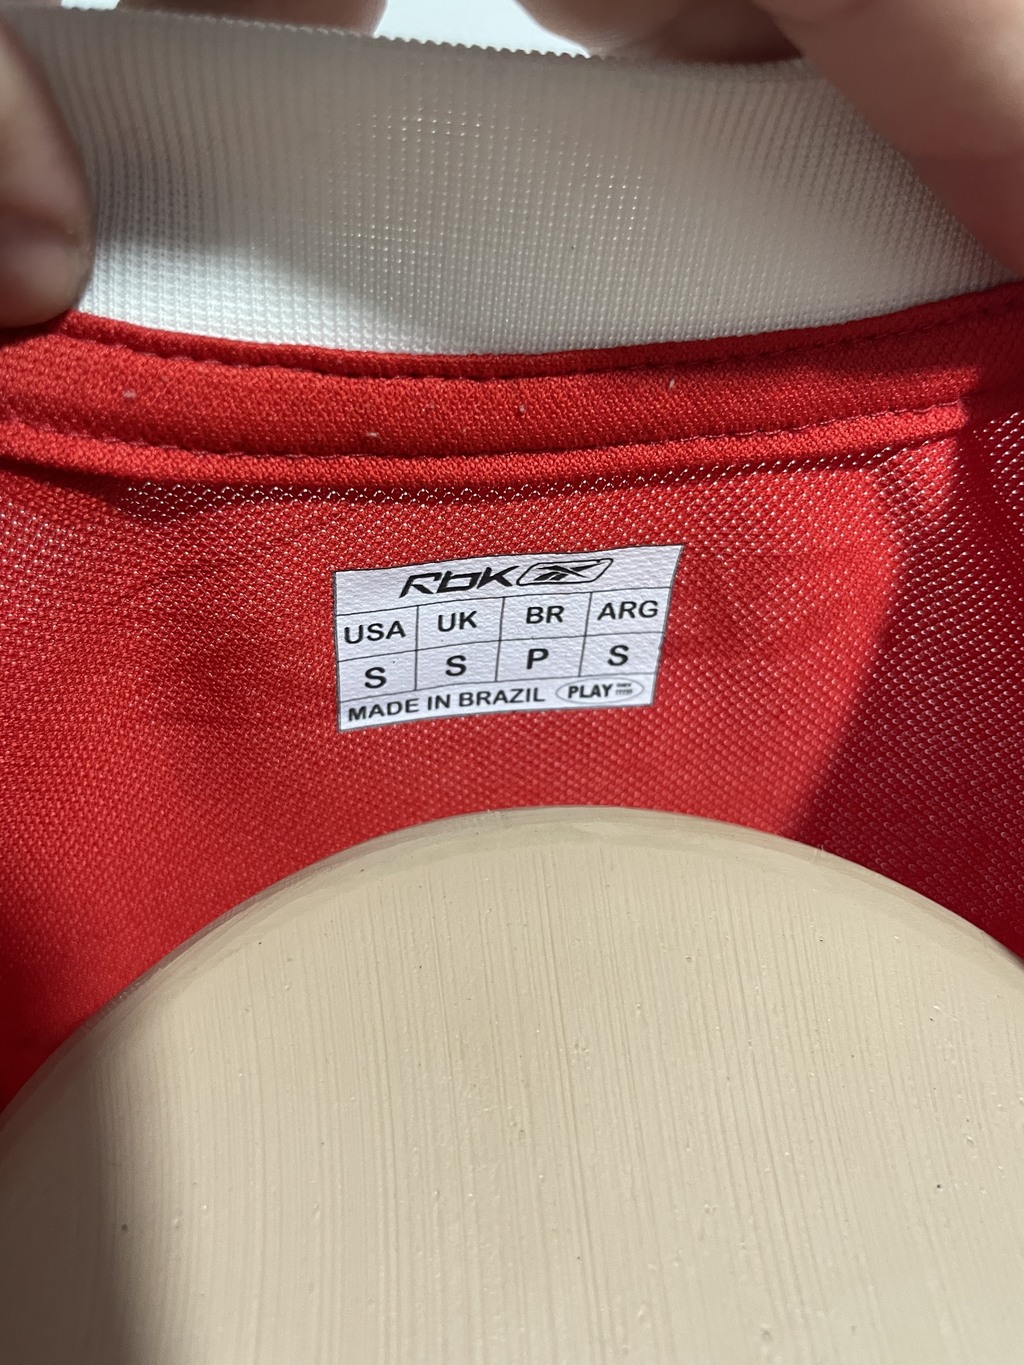 RbK
USA UK BR ARG
S S P S
MADE IN BRAZIL PLAY